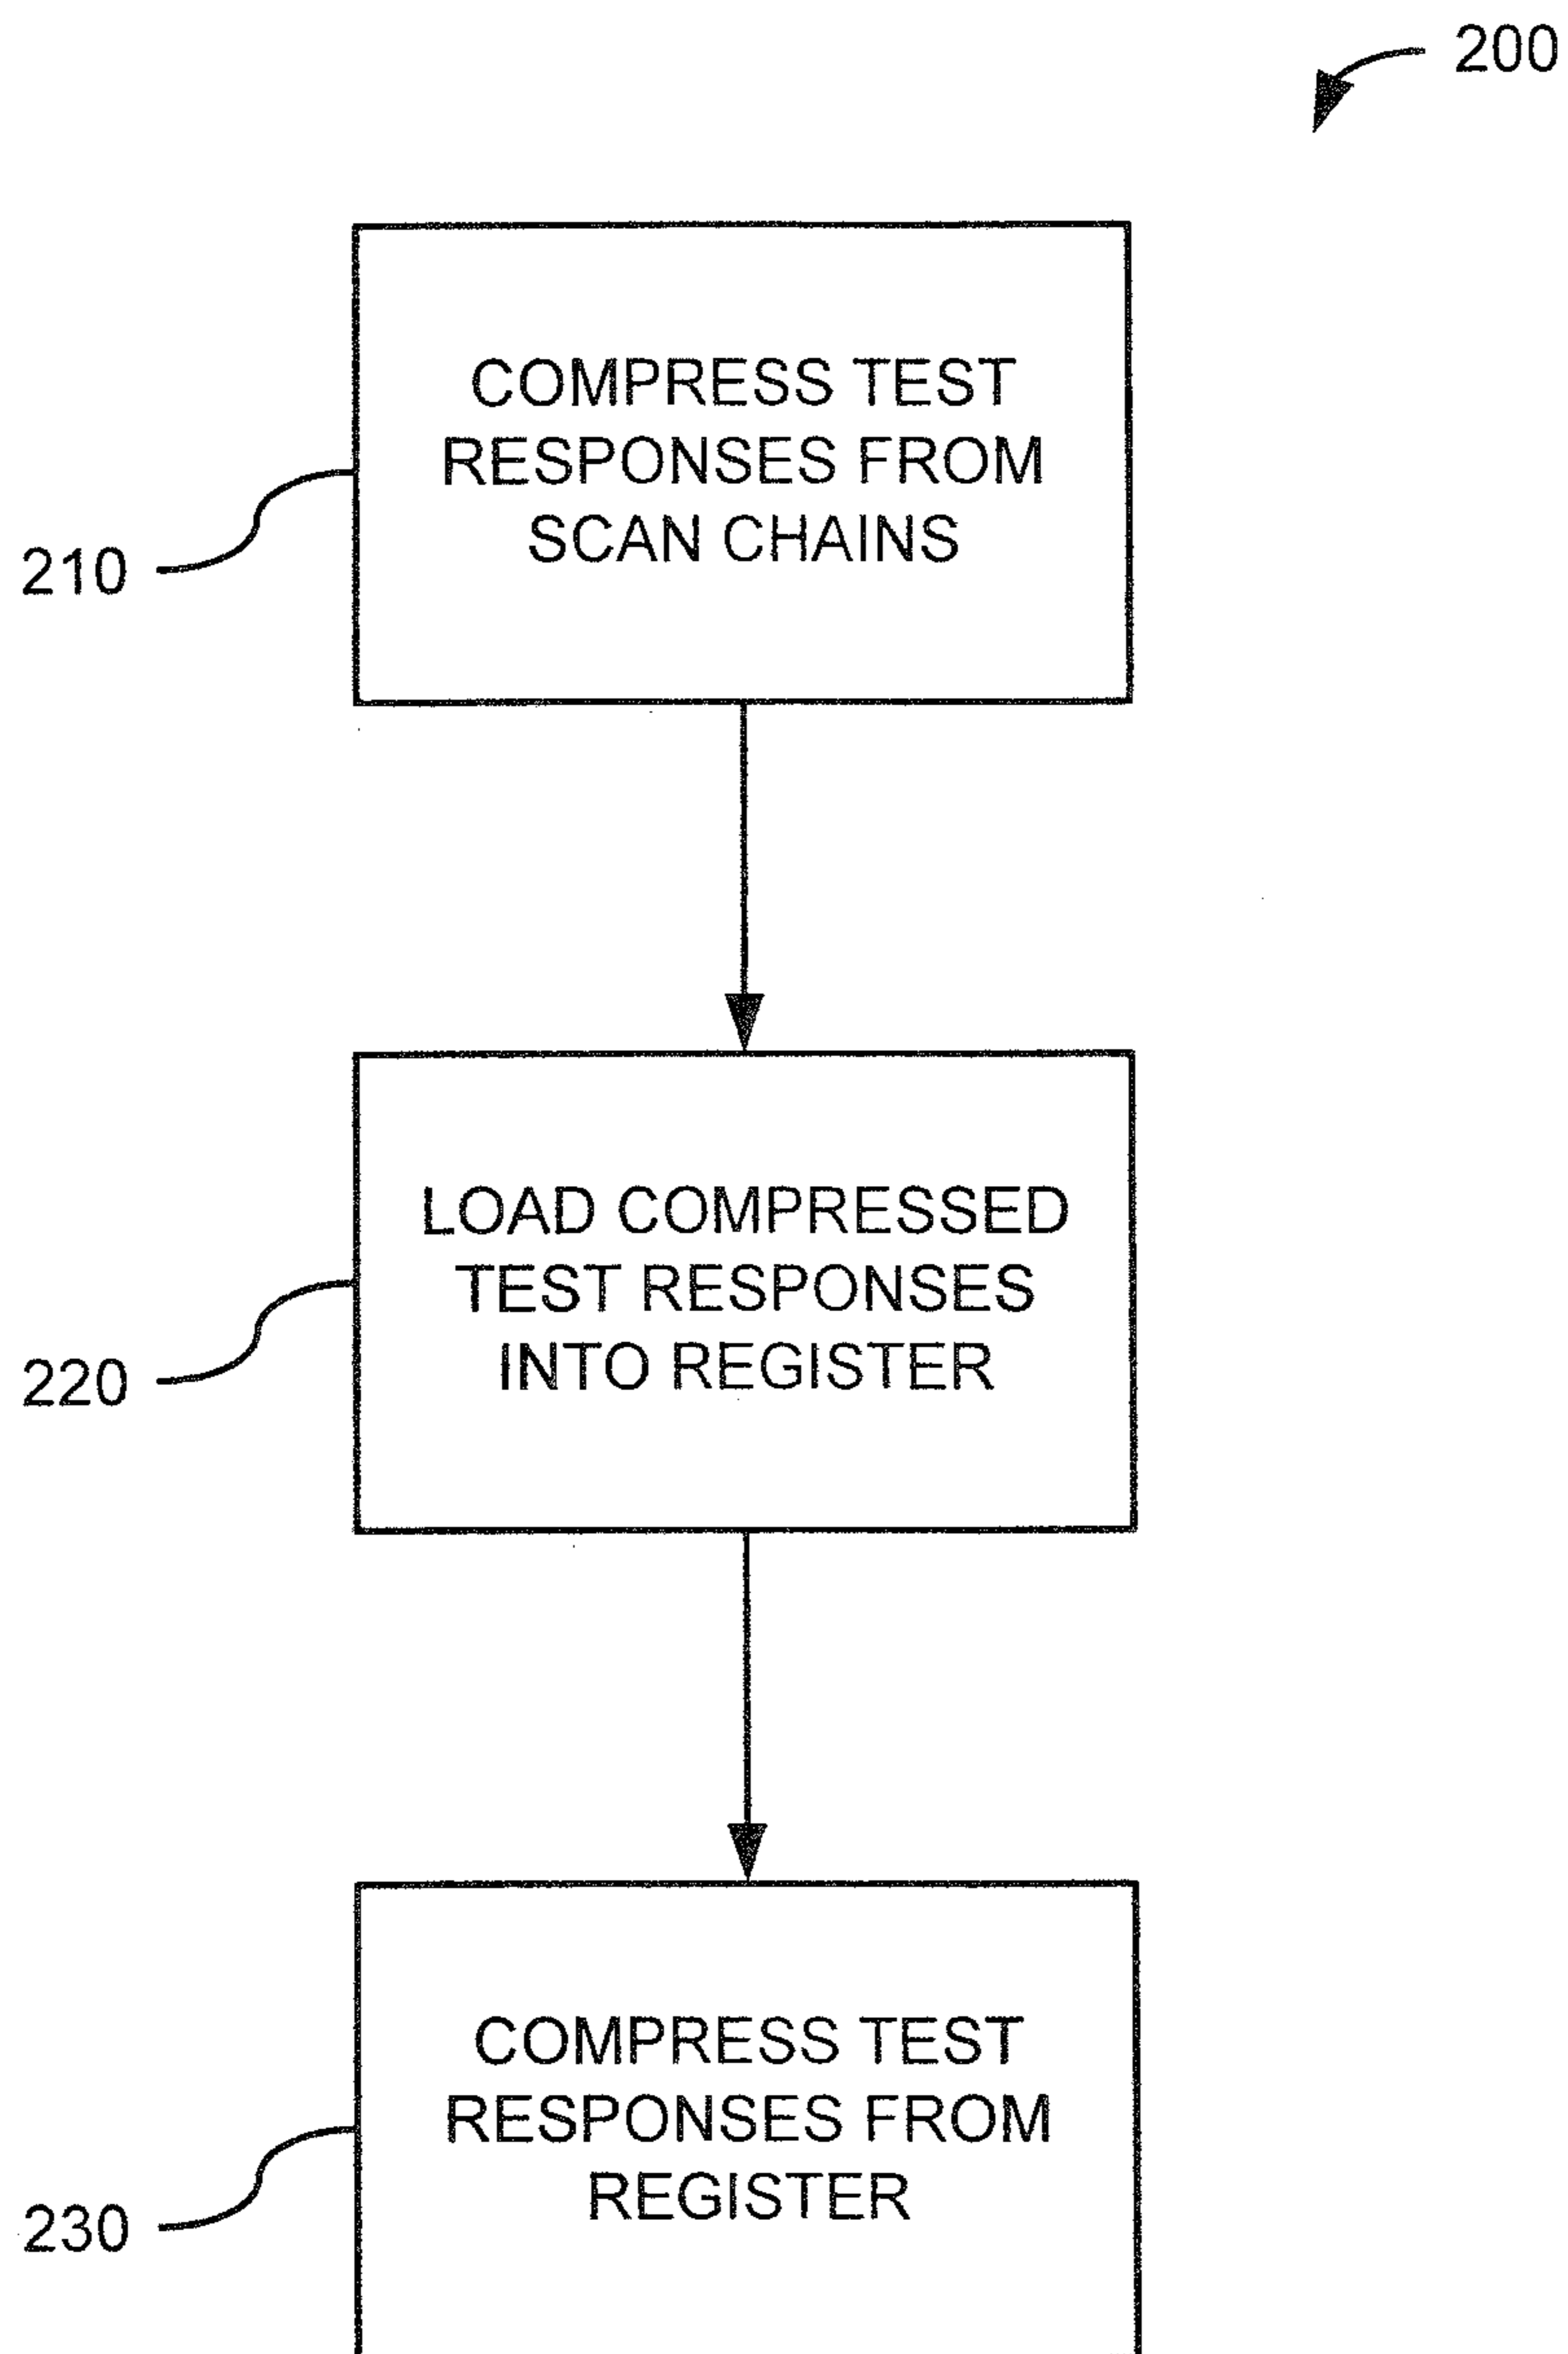 200
COMPRESS TEST
RESPONSES FROM
SCAN CHAINS
210
LOAD COMPRESSED
TEST RESPONSES
INTO REGISTER
220
COMPRESS TEST
RESPONSES FROM
REGISTER
230